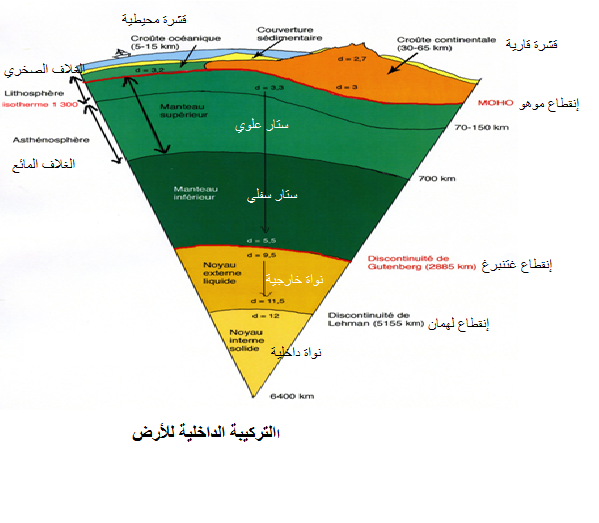 قشرة محيطية
Croûte océanique
(5-15 km)
Couverture
sédimentaire
Croûte continentale
(30-65 km)
قشرة قارية
d = 2,7
d = 3,2
d = 3,3
d = 3
الغلاف الصخري
Lithosphère
isotherme 1 300
MOHO
إنقطاع موهو
Manteau
supérieur
ستار علوي
70-150 km
Asthénosphère
الغلاف المائع
700 km
Manteau
inférieur
ستار سفلي
d = 5,5
d = 9,5
Discontinuité de
Gutenberg (2885 km)
إنقطاع غتنبرغ
Noyau
externe
liquide
نواة خارجية
d = 11,5
d = 12
Discontinuité de
Lehman (5155 km)
إنقطاع لهمان
Noyau
interne
solide
نواة داخلية
6400 km
االتركيبة الداخلية للأرض